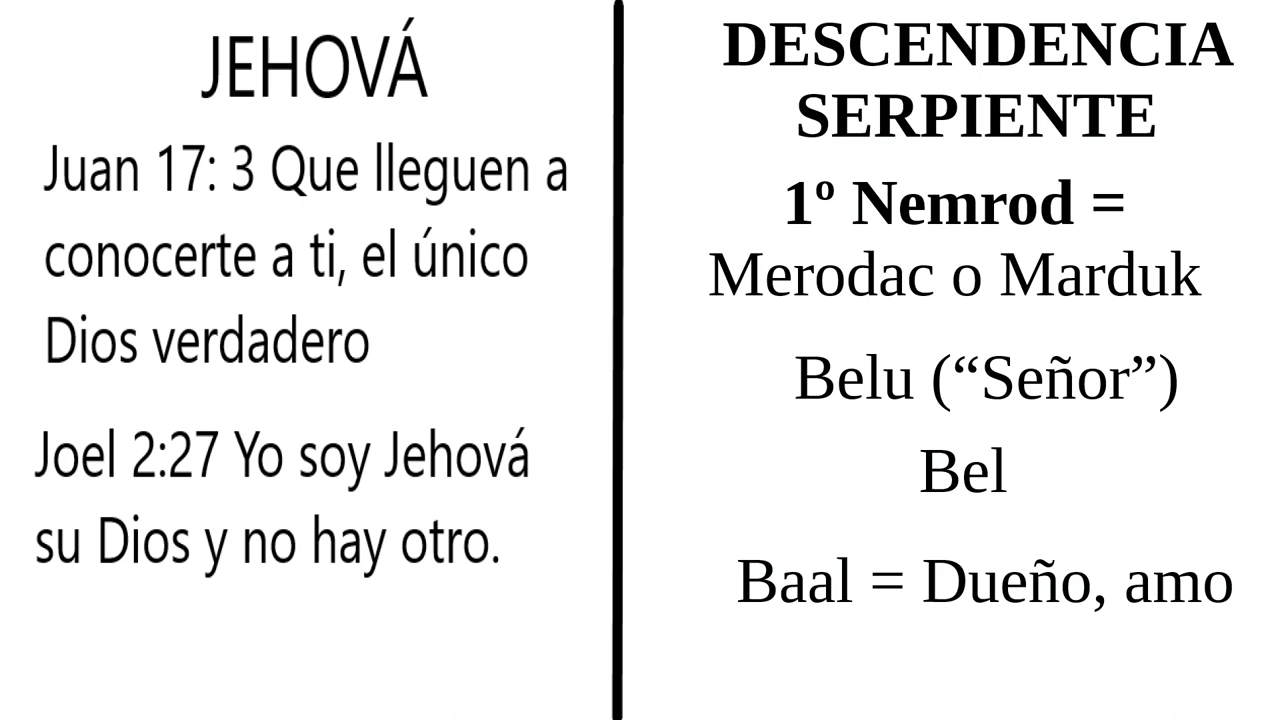 JEHOVÁ
Juan 17: 3 Que lleguen a
conocerte a ti, el único
Dios verdadero
Joel 2:27 Yo soy Jehová
su Dios y no hay otro.
DESCENDENCIA
SERPIENTE
1º Nemrod =
Merodac o Marduk
Belu (“Señor”)
Bel
Baal = Dueño, amo